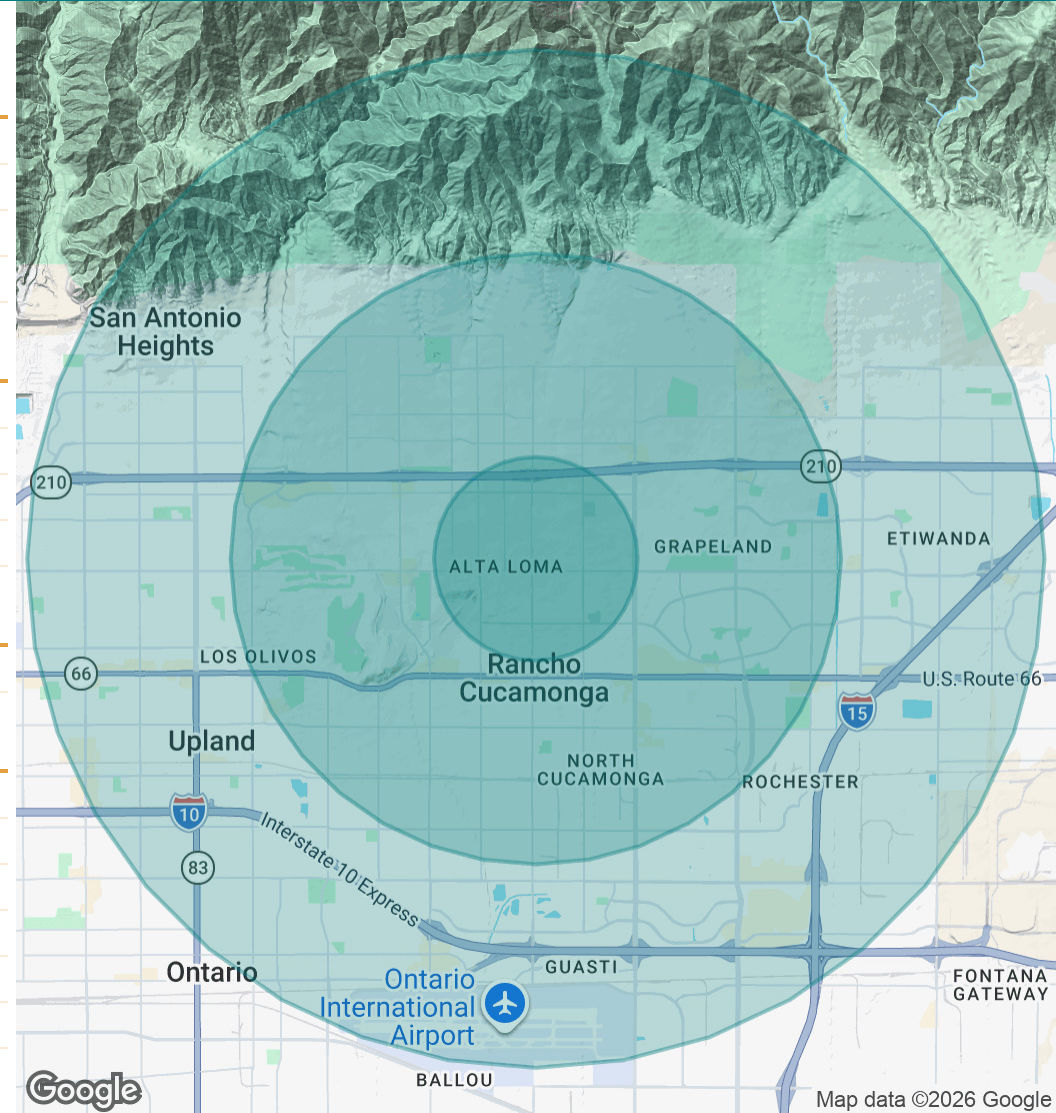 San Antonio
Heights
210
210
ETIWANDA
GRAPELAND
ALTA LOMA
LOS OLIVOS
Rancho
Cucamonga
66
U.S. Route 66
15
Upland
NORTH
CUCAMONGA
ROCHESTER
10
Interstate 10 Express
83
Ontario
GUASTI
Ontario
International
Airport
FONTANA
GATEWAY
BALLOU
Google
Map data ©2026 Google